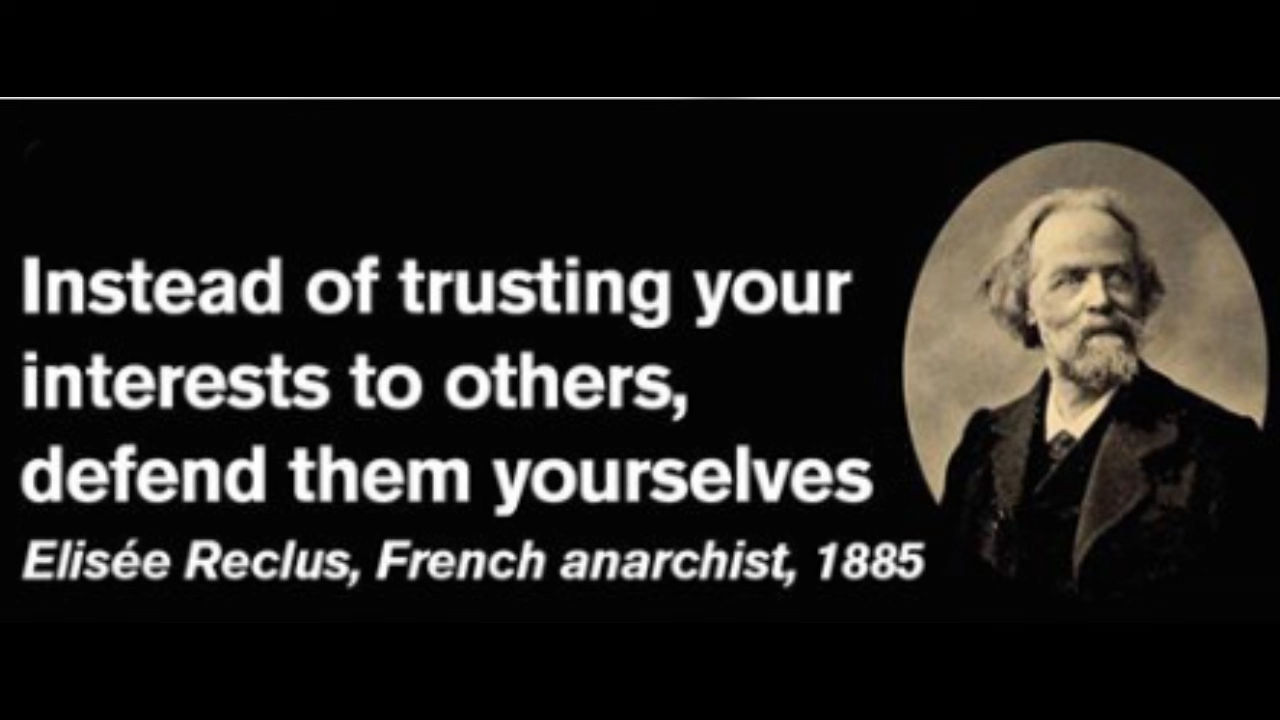 Instead of trusting your
interests to others,
defend them yourselves
Elisée Reclus, French anarchist, 1885